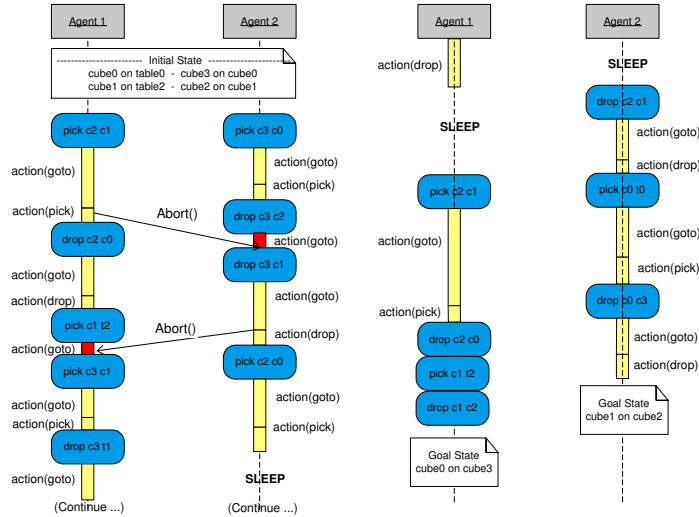 Agent 1
Agent 2
Initial State
cube0 on table0 - cube3 on cube0
cube1 on table2 - cube2 on cube1
pick c2 c1
pick c3 c0
action(goto)
action(goto)
action(pick)
action(pick)
Abort()
drop c3 c2
drop c2 c0
action(goto)
drop c3 c1
action(goto)
action(goto)
action(drop)
pick c1 t2
Abort()
action(drop)
action(goto)
pick c3 c1
pick c2 c0
action(goto)
action(goto)
action(pick)
action(pick)
drop c3 t1
action(goto)
SLEEP
(Continue ...)
(Continue ...)
Agent 1
Agent 2
action(drop)
SLEEP
drop c2 c1
SLEEP
action(goto)
action(drop)
pick c2 c1
pick c0 t0
action(goto)
action(goto)
action(pick)
drop c0 c3
action(pick)
drop c2 c0
action(goto)
action(drop)
pick c1 t2
drop c1 c2
Goal State
cube1 on cube2
Goal State
cube0 on cube3